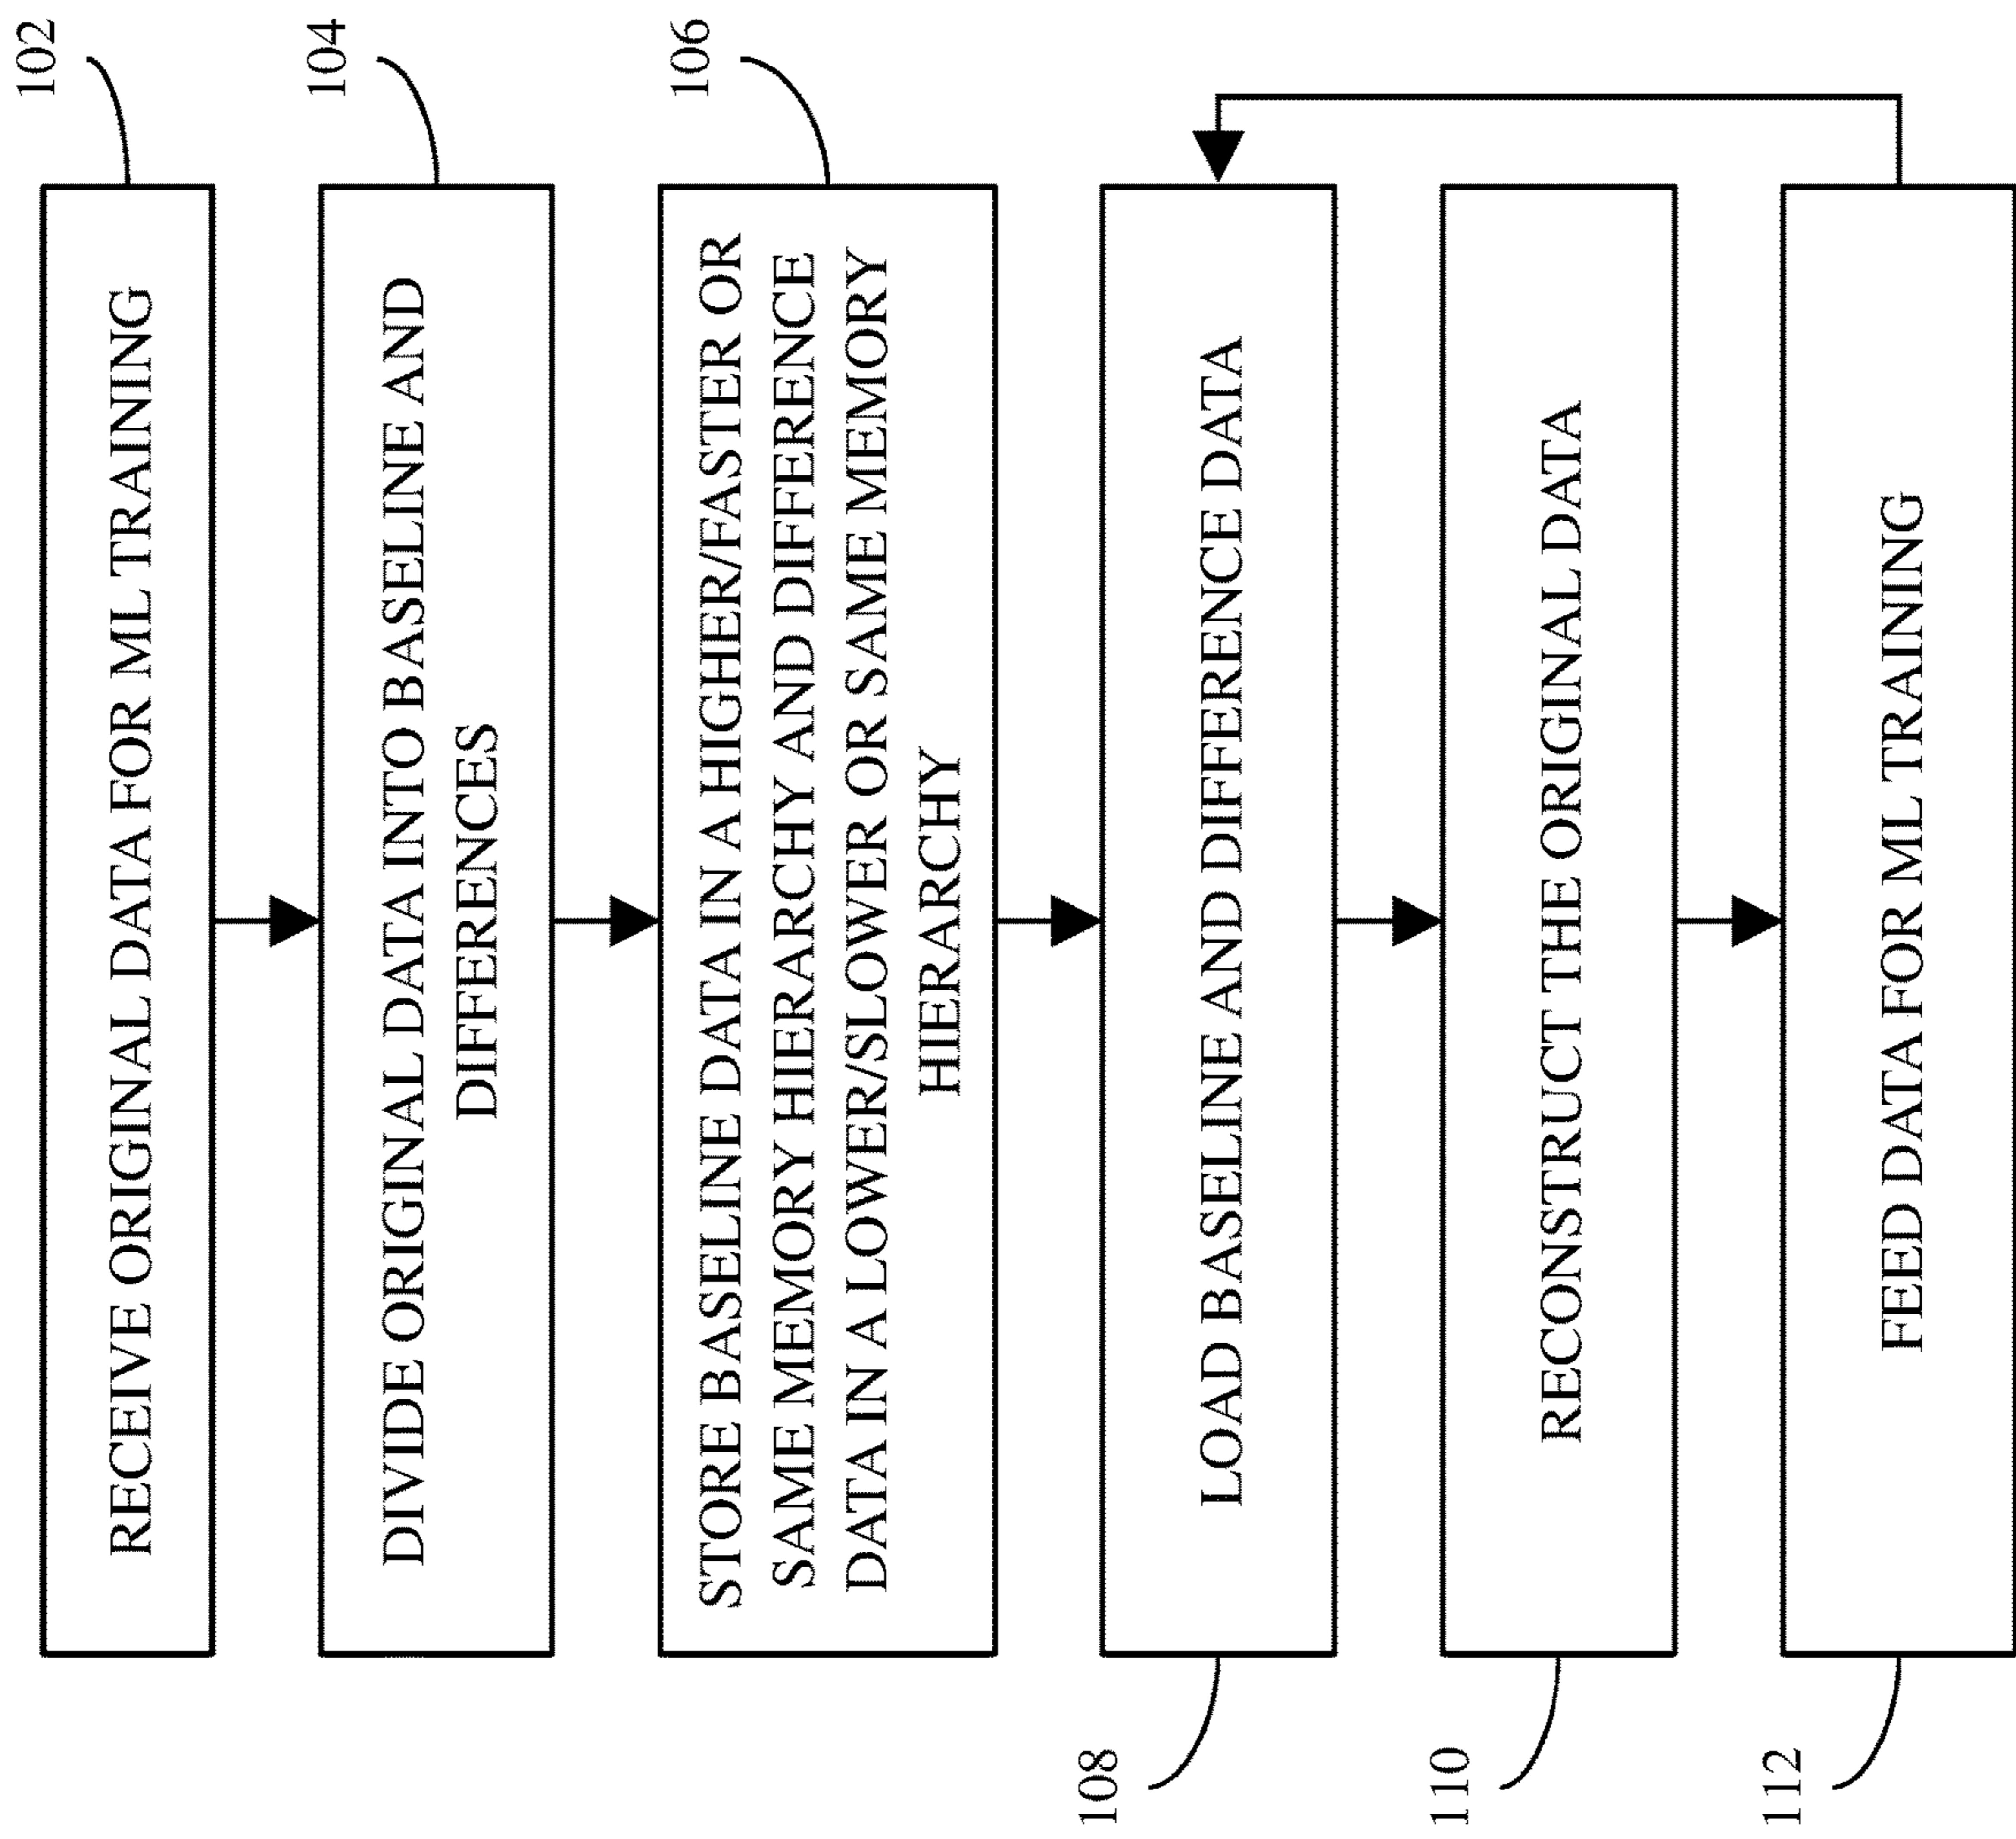 102
RECEIVE ORIGINAL DATA FOR ML TRAINING
104
DIVIDE ORIGINAL DATA INTO BASELINE AND
DIFFERENCES
106
STORE BASELINE DATA IN A HIGHER/FASTER OR
SAME MEMORY HIERARCHY AND DIFFERENCE
DATA IN A LOWER/SLOWER OR SAME MEMORY
HIERARCHY
108
LOAD BASELINE AND DIFFERENCE DATA
110
RECONSTRUCT THE ORIGINAL DATA
112
FEED DATA FOR ML TRAINING